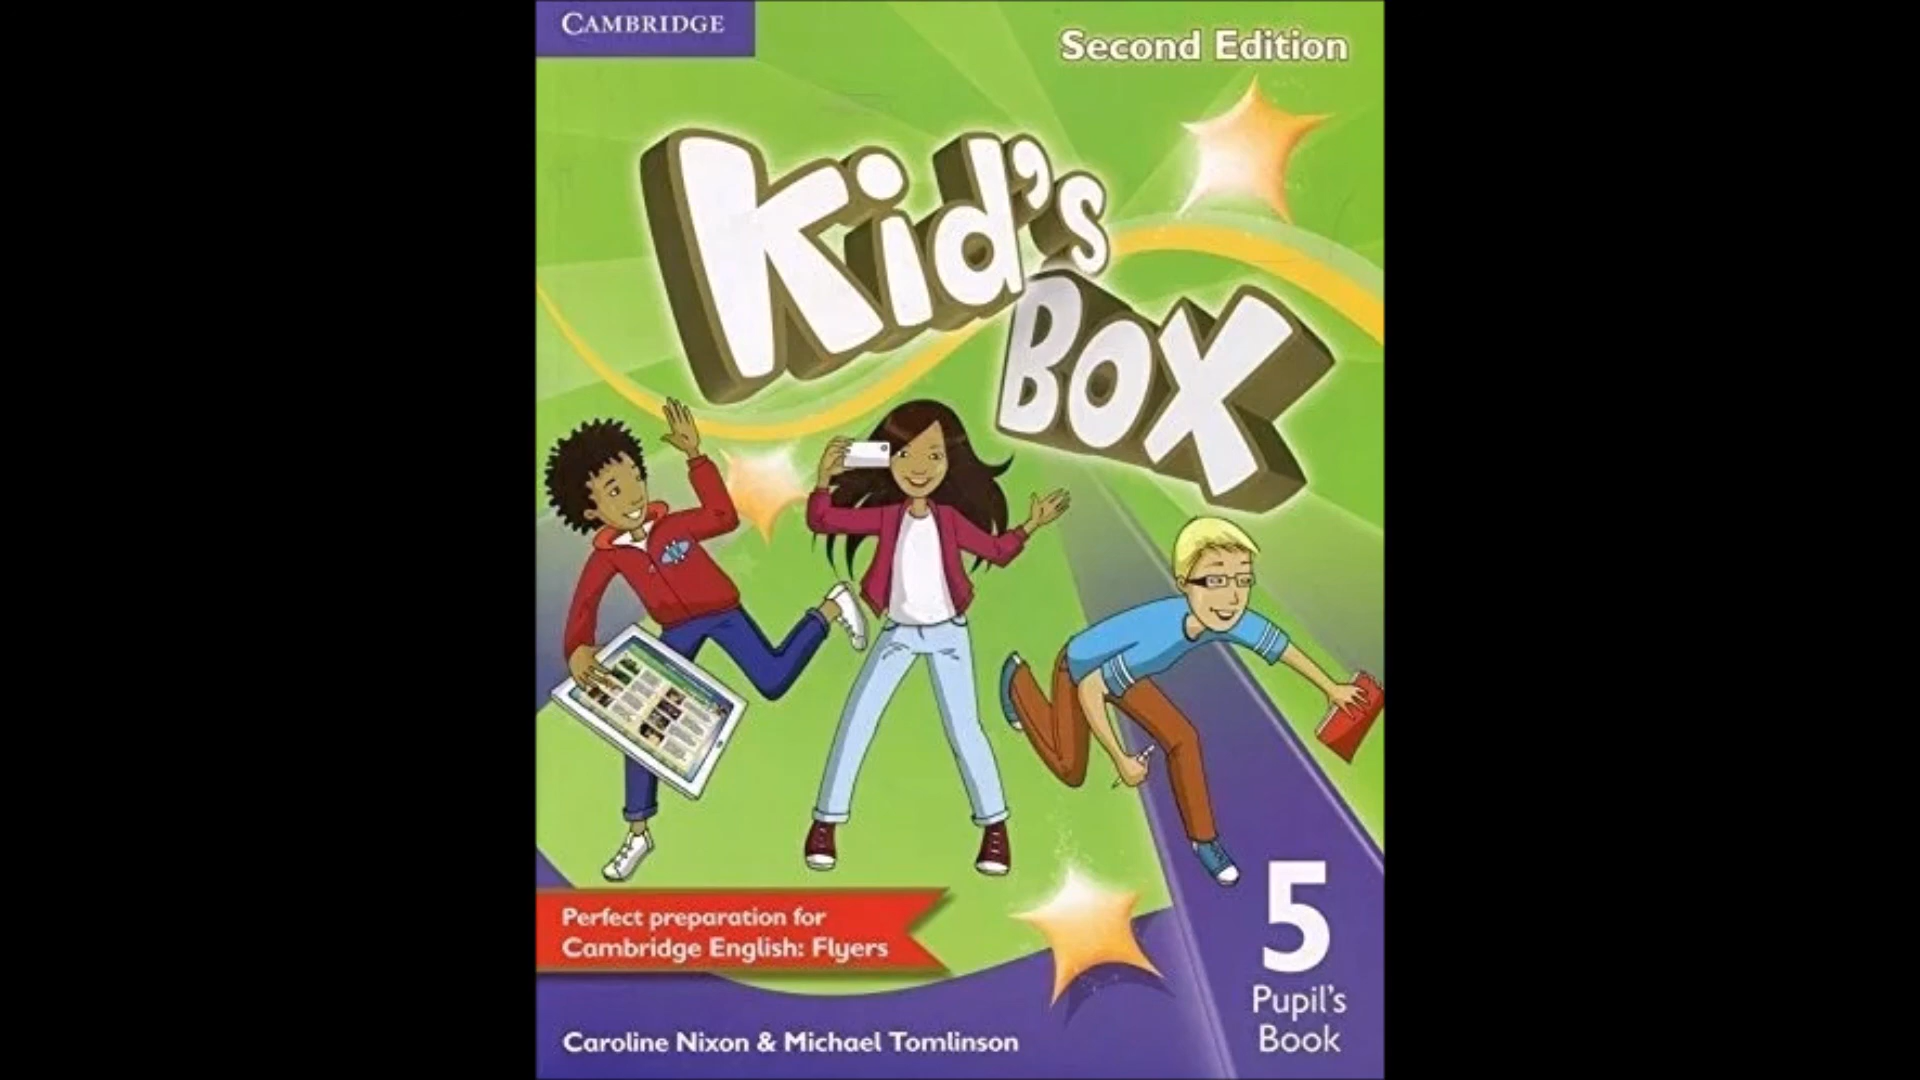 CAMBRIDGE
Second Edition
Kid's
BOX
Perfect preparation for
Cambridge English: Flyers
5
Pupil's
Book
Caroline Nixon & Michael Tomlinson